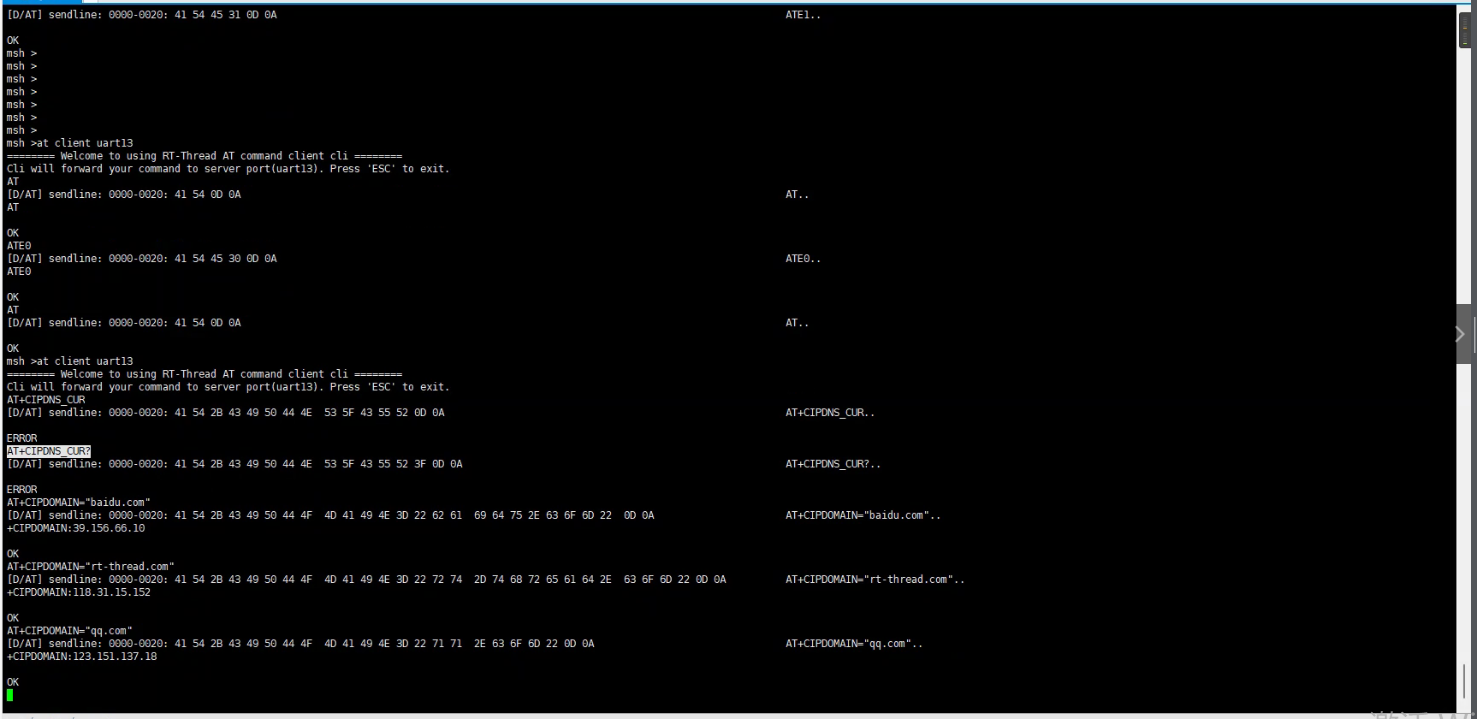 [D/AT] sendline: 0000-0020: 41 54 45 31 0D 0A ATE1..
OK
msh >
msh >
msh >
msh >
msh >
msh >
msh >
msh >at client uart13
======== Welcome to using RT-Thread AT command client cli ========
Cli will forward your command to server port(uart13). Press 'ESC' to exit.
AT
[D/AT] sendline: 0000-0020: 41 54 0D 0A AT..
AT
OK
ATE0
[D/AT] sendline: 0000-0020: 41 54 45 30 0D 0A ATE0..
ATE0
OK
AT
[D/AT] sendline: 0000-0020: 41 54 0D 0A AT..
OK
msh >at client uart13
======== Welcome to using RT-Thread AT command client cli ========
Cli will forward your command to server port(uart13). Press 'ESC' to exit.
AT+CIPDNS_CUR
[D/AT] sendline: 0000-0020: 41 54 2B 43 49 50 44 4E  53 5F 43 55 52 0D 0A AT+CIPDNS_CUR..
ERROR
AT+CIPDNS_CUR?
[D/AT] sendline: 0000-0020: 41 54 2B 43 49 50 44 4E  53 5F 43 55 52 3F 0D 0A AT+CIPDNS_CUR?..
ERROR
AT+CIPDOMAIN="baidu.com"
[D/AT] sendline: 0000-0020: 41 54 2B 43 49 50 44 4F  4D 41 49 4E 3D 22 62 61  69 64 75 2E 63 6F 6D 22  0D 0A AT+CIPDOMAIN="baidu.com"..
+CIPDOMAIN:39.156.66.10
OK
AT+CIPDOMAIN="rt-thread.com"
[D/AT] sendline: 0000-0020: 41 54 2B 43 49 50 44 4F  4D 41 49 4E 3D 22 72 74  2D 74 68 72 65 61 64 2E  63 6F 6D 22 0D 0A AT+CIPDOMAIN="rt-thread.com"..
+CIPDOMAIN:118.31.15.152
OK
AT+CIPDOMAIN="qq.com"
[D/AT] sendline: 0000-0020: 41 54 2B 43 49 50 44 4F  4D 41 49 4E 3D 22 71 71  2E 63 6F 6D 22 0D 0A AT+CIPDOMAIN="qq.com"..
+CIPDOMAIN:123.151.137.18
OK